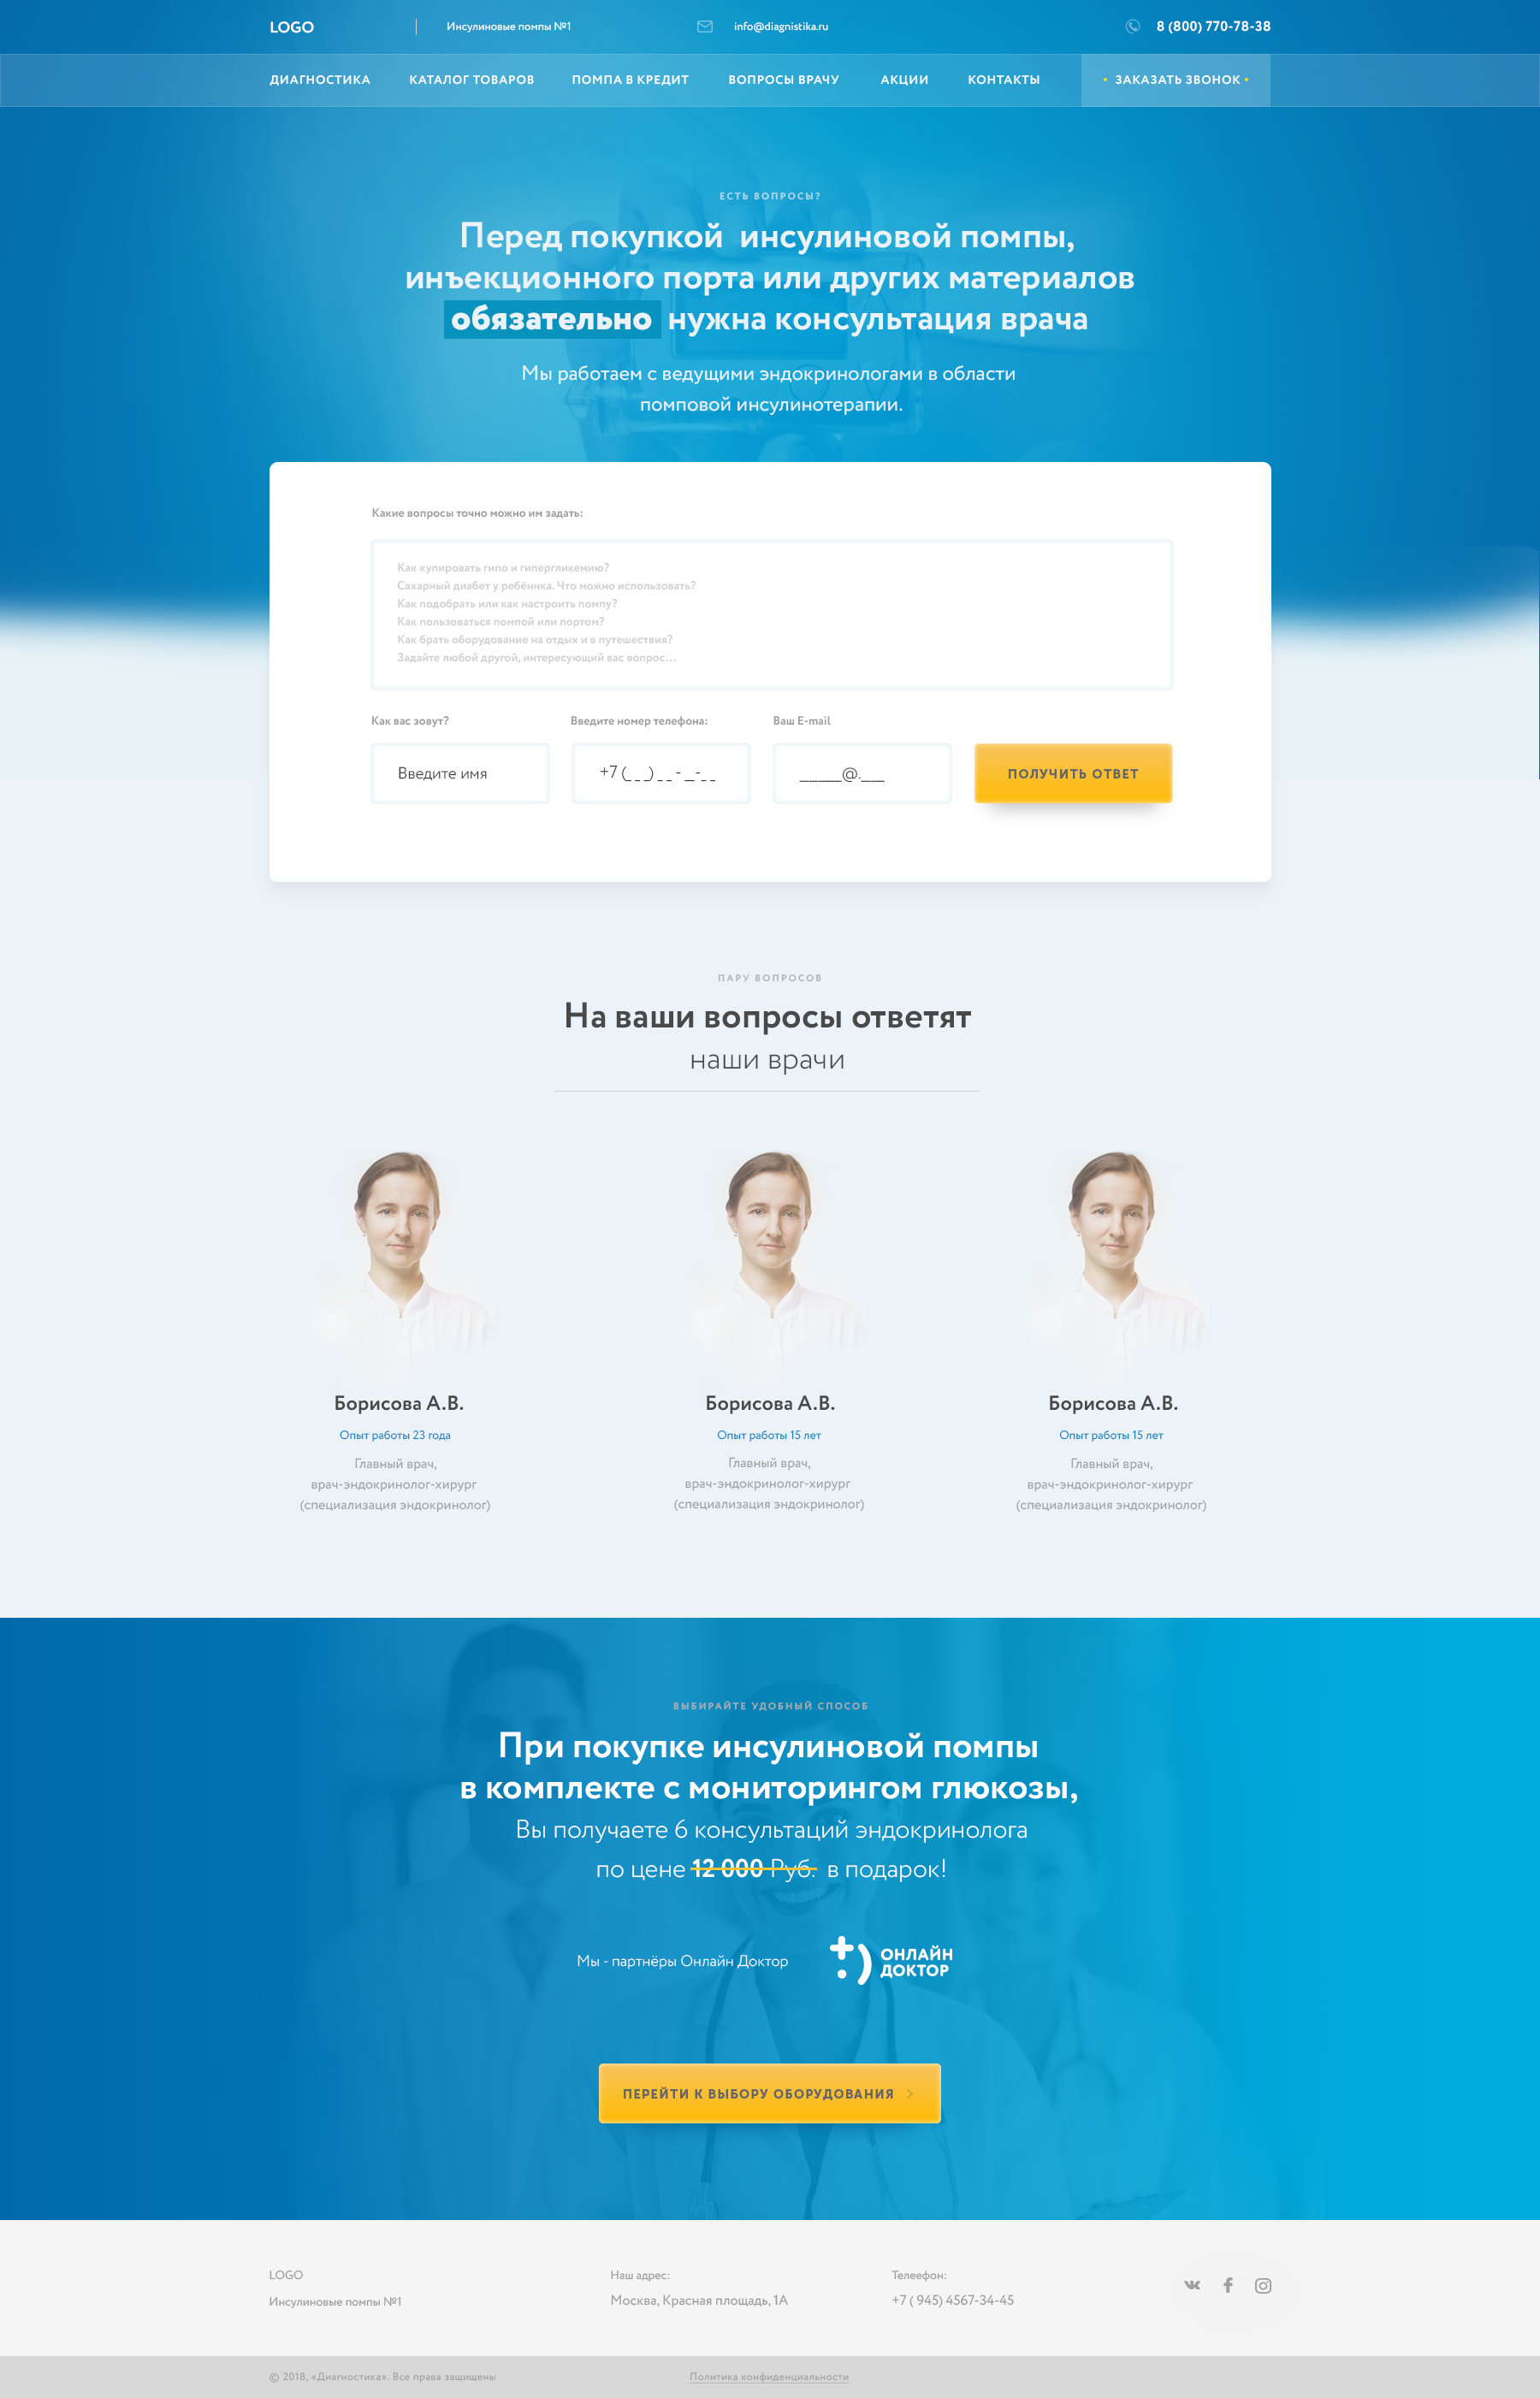 LOGO
Инсулиновые помпы №1
info@diagnistika.ru
8 (800) 770-78-38
ДИАГНОСТИКА
КАТАЛОГ ТОВАРОВ
ПОМПА В КРЕДИТ
ВОПРОСЫ ВРАЧУ
АКЦИИ
КОНТАКТЫ
ЗАКАЗАТЬ ЗВОНОК
ЕСТЬ ВОПРОСЫ?
Перед покупкой инсулиновой помпы,
инъекционного порта или других материалов
обязательно нужна консультация врача
Мы работаем с ведущими эндокринологами в области
помповой инсулинотерапии.
Какие вопросы точно можно им задать:
Как купировать гипо и гипергликемию?
Сахарный диабет у ребённка. Что можно использовать?
Как подобрать или как настроить помпу?
Как пользоваться помпой или портом?
Как брать оборудование на отдых и в путешествия?
Задайте любой другой, интересующий вас вопрос...
Как вас зовут?
Введите номер телефона:
Ваш E-mail
Введите имя
+7 (_ _ _) _ _ - _-_ _
_____@.___
ПОЛУЧИТЬ ОТВЕТ
ПАРУ ВОПРОСОВ
На ваши вопросы ответят
наши врачи
Борисова А.В.
Опыт работы 23 года
Главный врач,
врач-эндокринолог-хирург
(специализация эндокринолог)
Борисова А.В.
Опыт работы 15 лет
Главный врач,
врач-эндокринолог-хирург
(специализация эндокринолог)
Борисова А.В.
Опыт работы 15 лет
Главный врач,
врач-эндокринолог-хирург
(специализация эндокринолог)
ВЫБИРАЙТЕ УДОБНЫЙ СПОСОБ
При покупке инсулиновой помпы
в комплекте с мониторингом глюкозы,
Вы получаете 6 консультаций эндокринолога
по цене 12 000 Руб. в подарок!
Мы - партнёры Онлайн Доктор
ОНЛАЙН
ДОКТОР
ПЕРЕЙТИ К ВЫБОРУ ОБОРУДОВАНИЯ
LOGO
Инсулиновые помпы №1
Наш адрес:
Москва, Красная площадь, 1А
Телеефон:
+7 ( 945) 4567-34-45
© 2018, «Диагностика». Все права защищены
Политика конфиденциальности